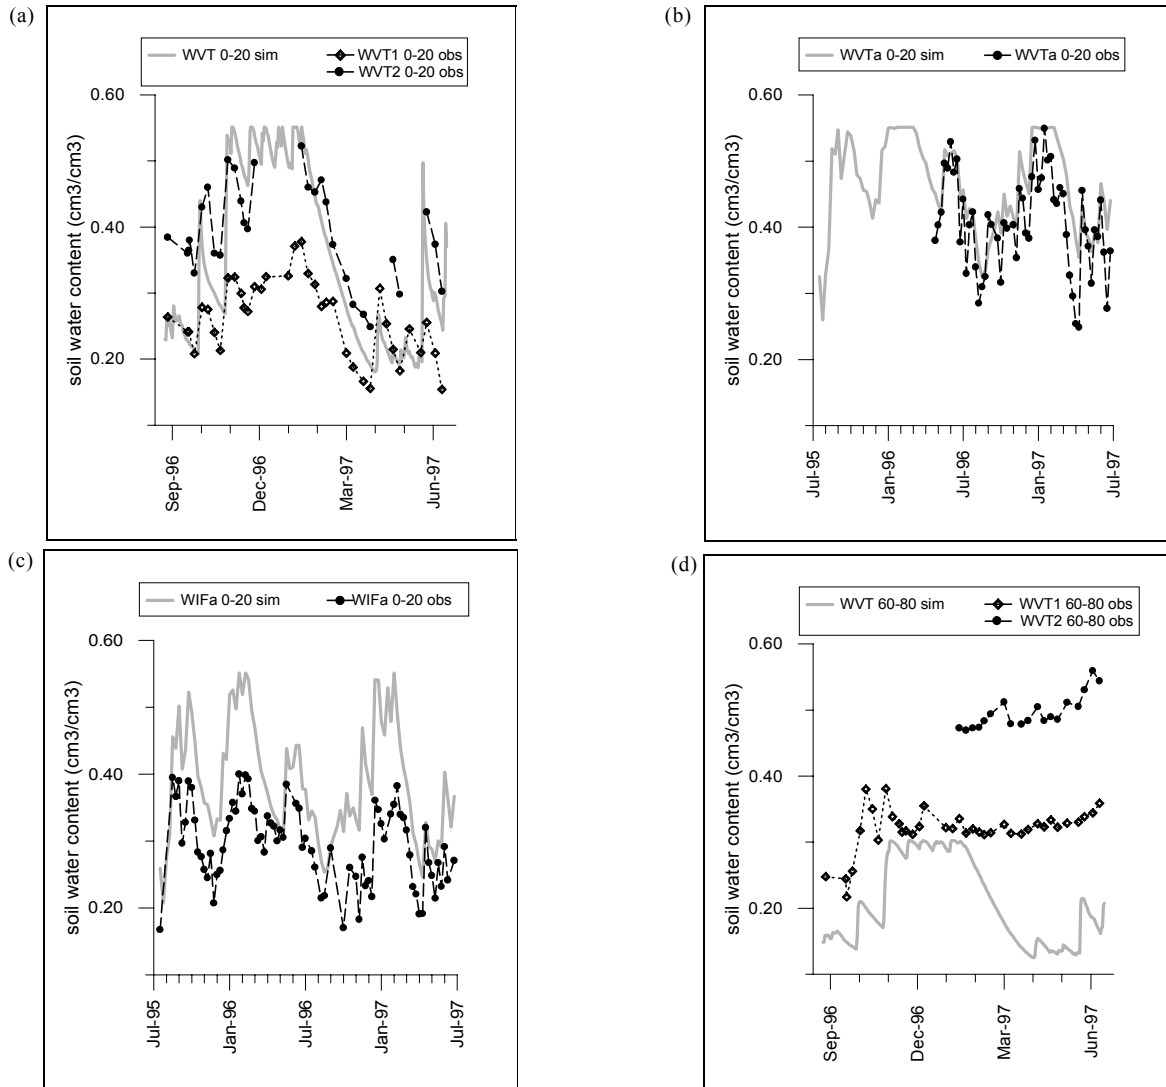 (a)
WVT 0-20 sim
WVT1 0-20 obs
WVT2 0-20 obs
0.60
0.40
0.20
soil water content (cm3/cm3)
Sep-96
Dec-96
Mar-97
Jun-97
(b)
WVTa 0-20 sim
WVTa 0-20 obs
0.60
0.40
0.20
soil water content (cm3/cm3)
Jul-95
Jan-96
Jul-96
Jan-97
Jul-97
(c)
WIFa 0-20 sim
WIFa 0-20 obs
0.60
0.40
0.20
soil water content (cm3/cm3)
Jul-95
Jan-96
Jul-96
Jan-97
Jul-97
(d)
WVT 60-80 sim
WVT1 60-80 obs
WVT2 60-80 obs
0.60
0.40
0.20
soil water content (cm3/cm3)
Sep-96
Dec-96
Mar-97
Jun-97